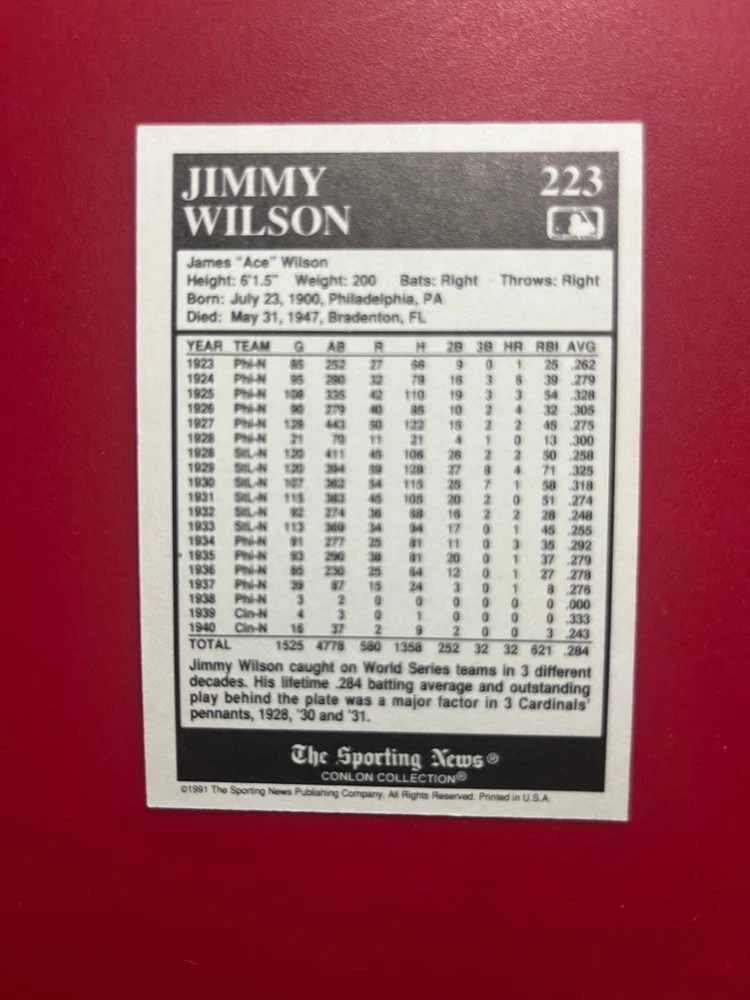 JIMMY
WILSON
223
James "Ace" Wilson
Height: 6'1.5" Weight: 200 Bats: Right Throws: Right
Born: July 23, 1900, Philadelphia, PA
Died: May 31, 1947, Bradenton, FL
YEAR TEAM G AB R H 2B 3B HR RBI AVG
1923 Phi-N 85 252 27 66 9 0 1 25 .262
1924 Phi-N 95 280 32 78 16 3 6 39 .279
1925 Phi-N 108 335 42 110 19 3 3 54 .328
1926 Phi-N 90 279 40 85 10 2 4 32 .305
1927 Phi-N 128 443 50 122 15 2 2 45 .275
1928 Phi-N 21 70 11 21 4 1 0 13 .300
1928 StL-N 120 411 45 106 26 2 2 50 .258
1929 StL-N 120 394 59 128 27 8 4 71 .325
1930 StL-N 107 362 54 115 25 7 1 58 .318
1931 StL-N 115 383 45 105 20 2 0 51 .274
1932 StL-N 92 274 36 68 16 2 2 28 .248
1933 StL-N 113 369 34 94 17 0 1 45 .255
1934 Phi-N 91 277 25 81 11 0 3 35 .292
1935 Phi-N 93 290 38 81 20 0 1 37 .279
1936 Phi-N 85 230 25 64 12 0 1 27 .278
1937 Phi-N 39 87 15 24 3 0 1 8 .276
1938 Phi-N 3 2 0 0 0 0 0 0 .000
1939 Cin-N 4 3 0 1 0 0 0 0 .333
1940 Cin-N 16 37 2 9 2 0 0 3 .243
TOTAL 1525 4778 580 1358 252 32 32 621 .284
Jimmy Wilson caught on World Series teams in 3 different
decades. His lifetime .284 batting average and outstanding
play behind the plate was a major factor in 3 Cardinals'
pennants, 1928, '30 and '31.
The Sporting News®
CONLON COLLECTION®
©1991 The Sporting News Publishing Company. All Rights Reserved. Printed in U.S.A.